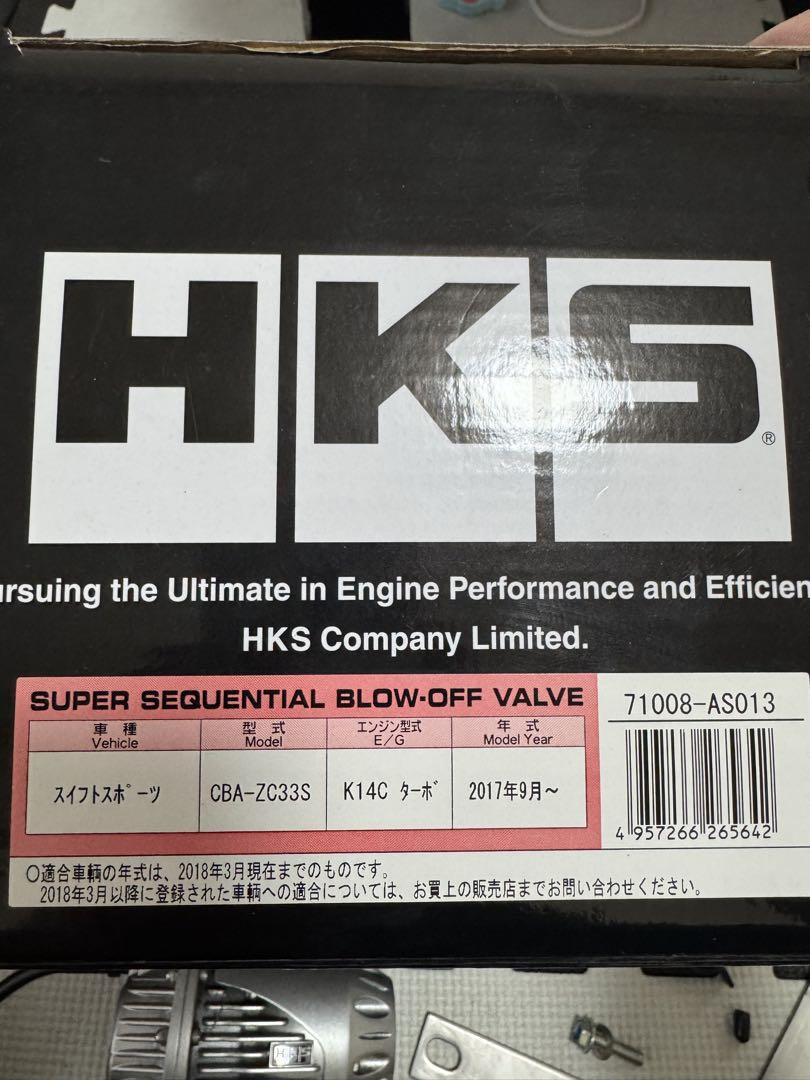 HKS®
ursuing the Ultimate in Engine Performance and Efficien
HKS Company Limited.
SUPER SEQUENTIAL BLOW-OFF VALVE
71008-AS013
車 種 型 式 エンジン型式 年 式
Vehicle Model E/G Model Year
スイフトスポーツ CBA-ZC33S K14C ターボ 2017年9月～
4 957266 265642
○適合車輌の年式は、2018年3月現在までのものです。
2018年3月以降に登録された車輌への適合については、お買上の販売店までお問い合わせください。
HKS